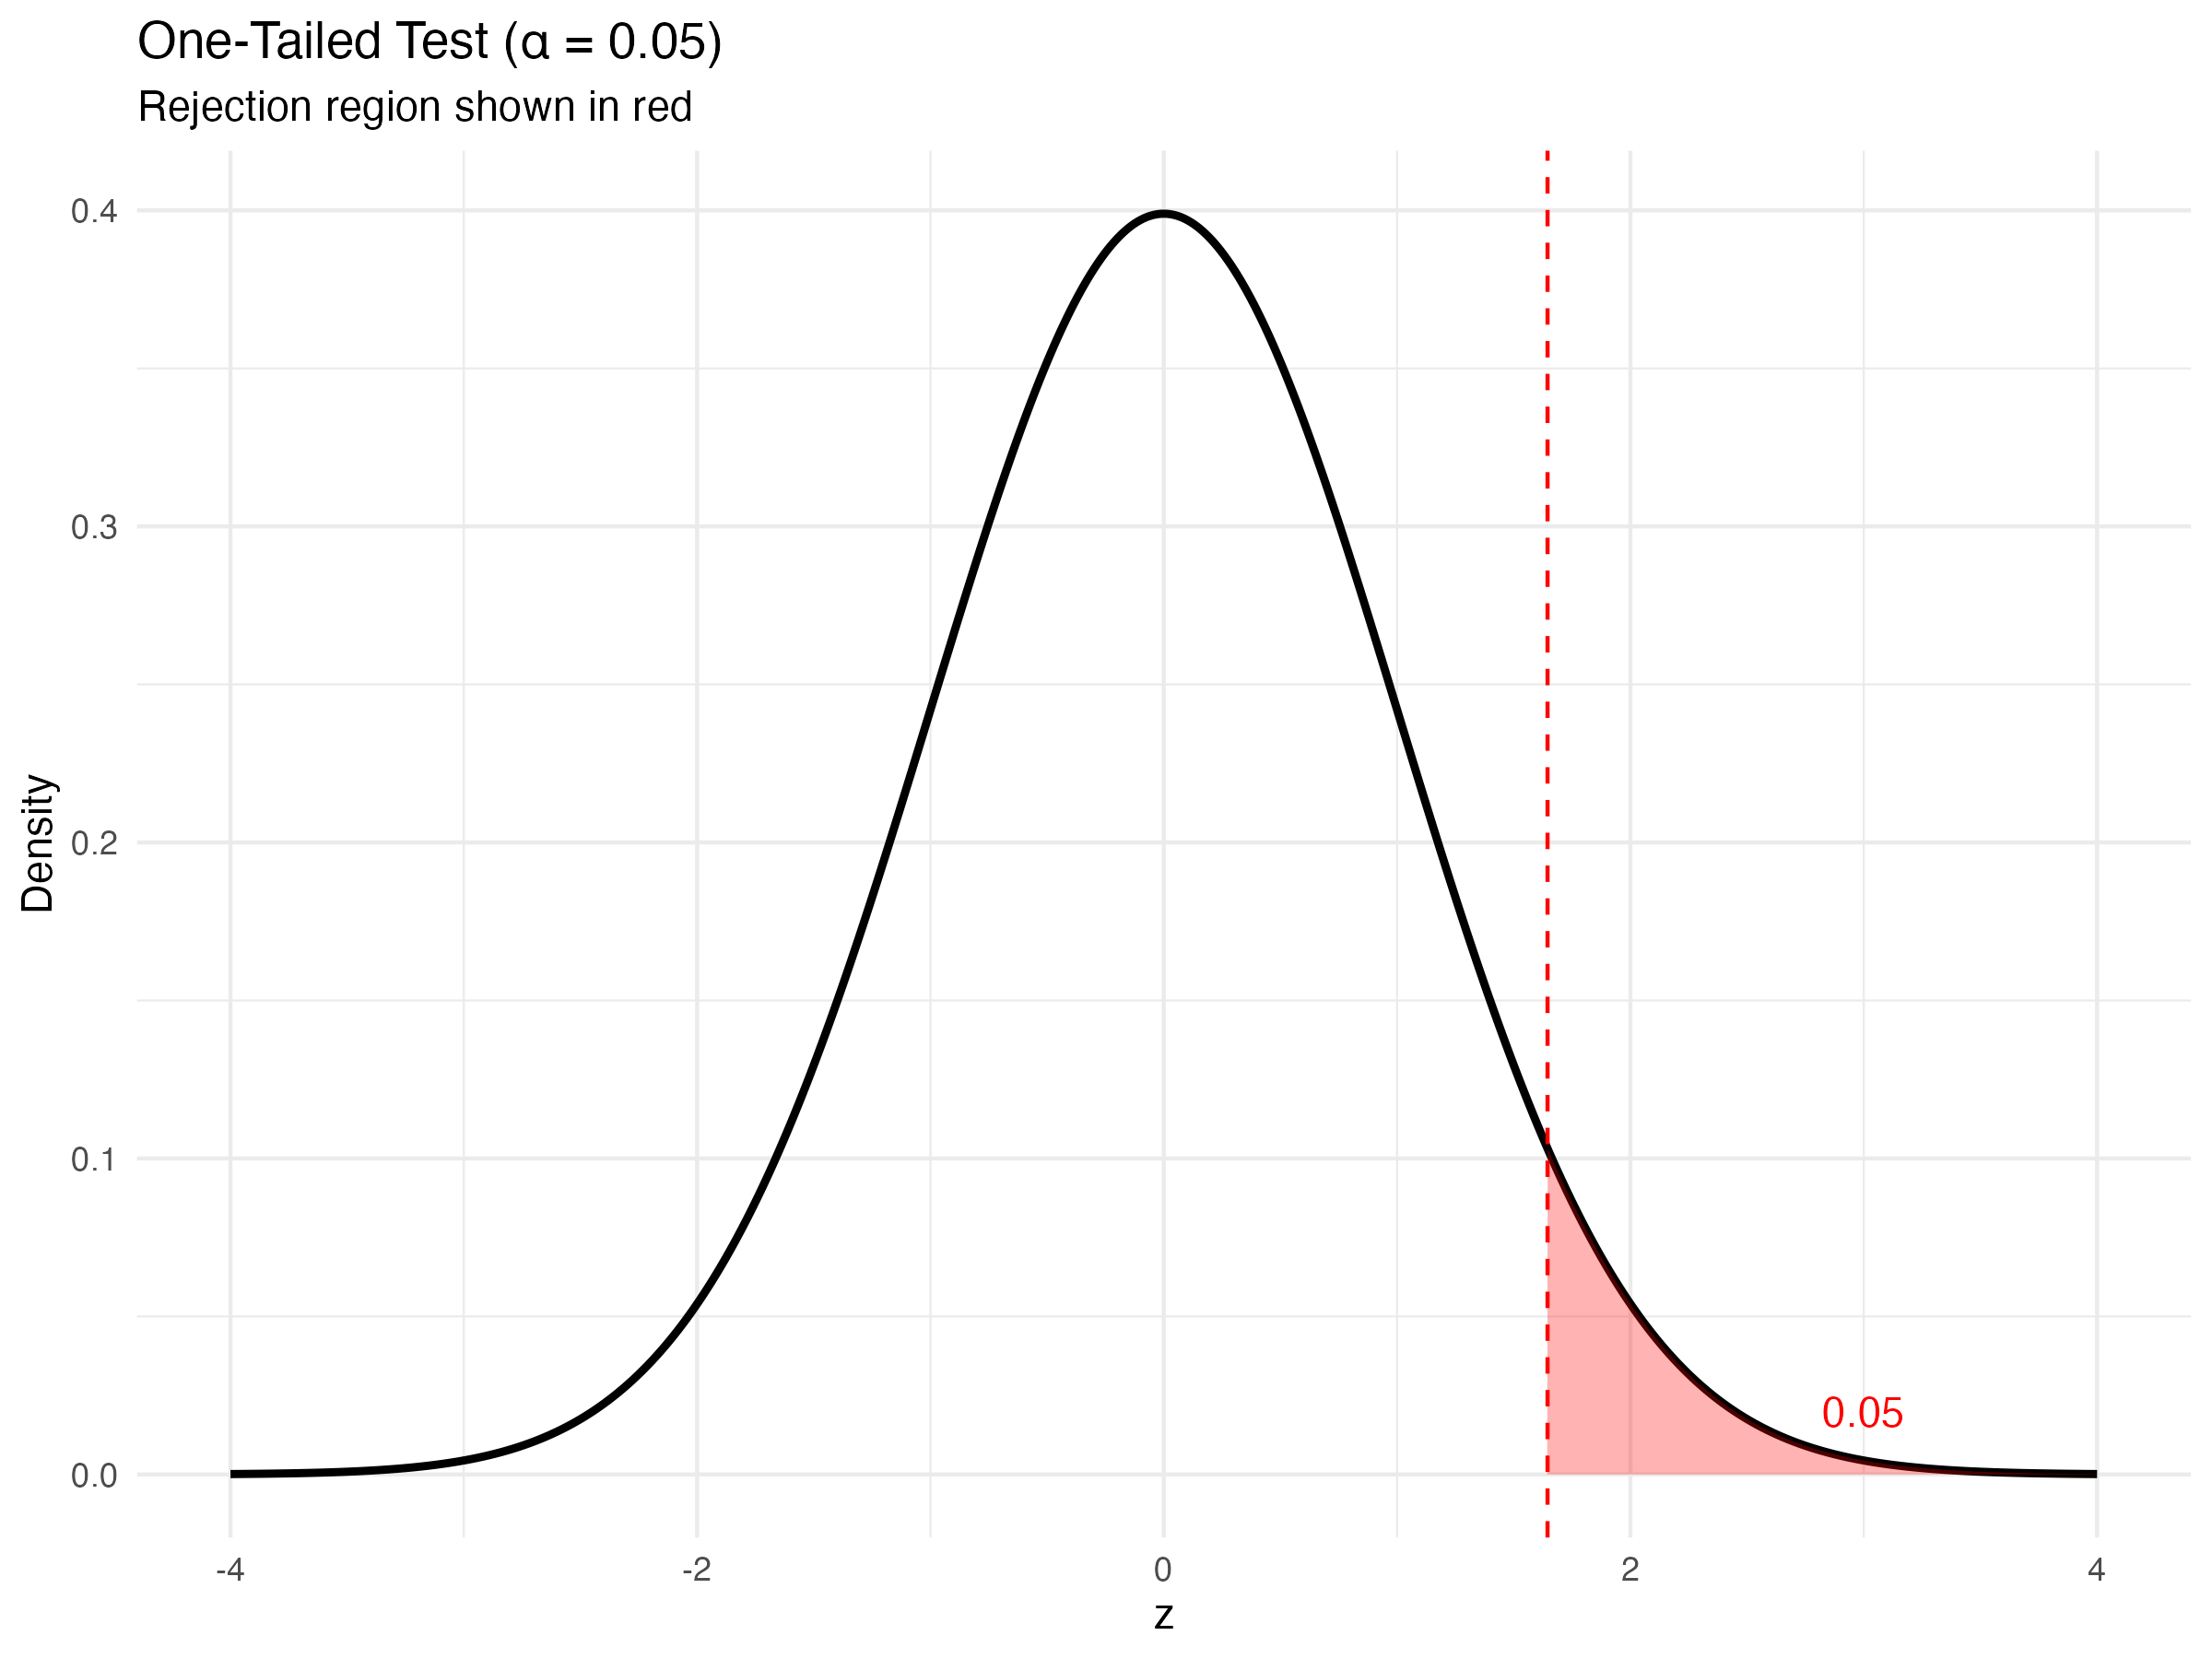 One-Tailed Test (α = 0.05)
Rejection region shown in red
0.4
0.3
0.2
0.1
0.0
Density
0.05
-4 -2 0 2 4
z